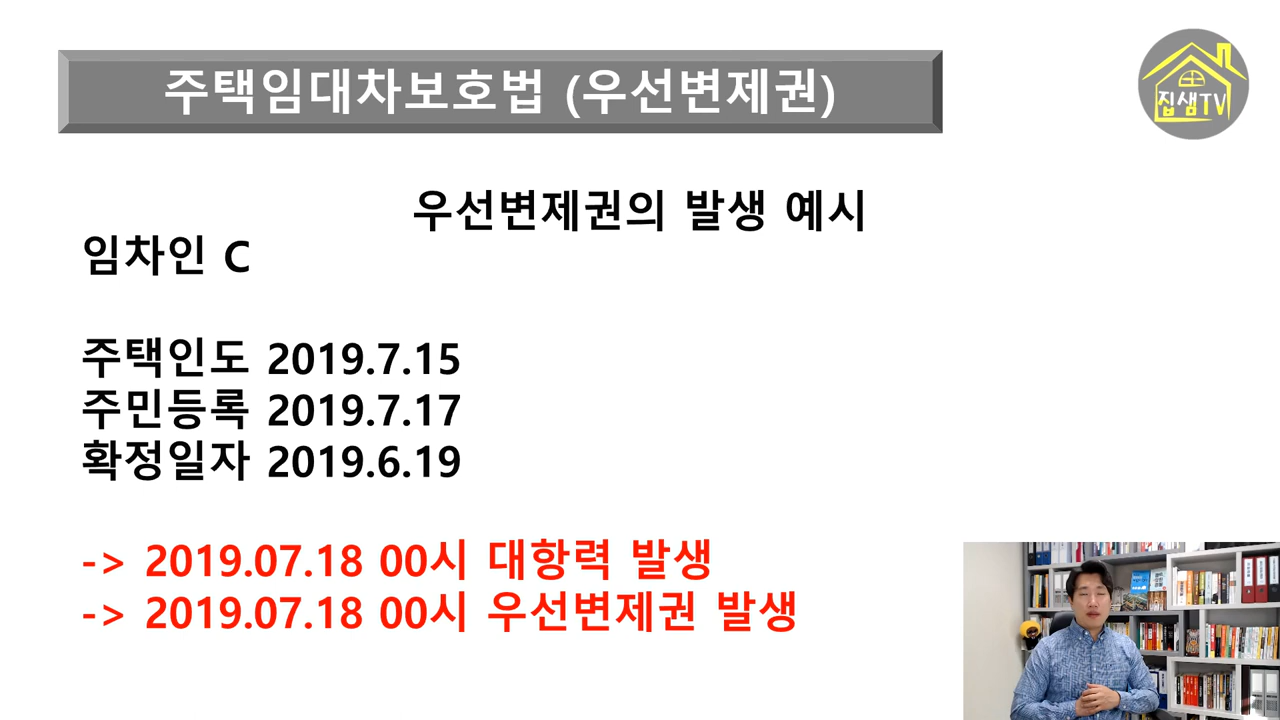 주택임대차보호법 (우선변제권)
집샘TV
우선변제권의 발생 예시
임차인 C
주택인도 2019.7.15
주민등록 2019.7.17
확정일자 2019.6.19
-> 2019.07.18 00시 대항력 발생
-> 2019.07.18 00시 우선변제권 발생